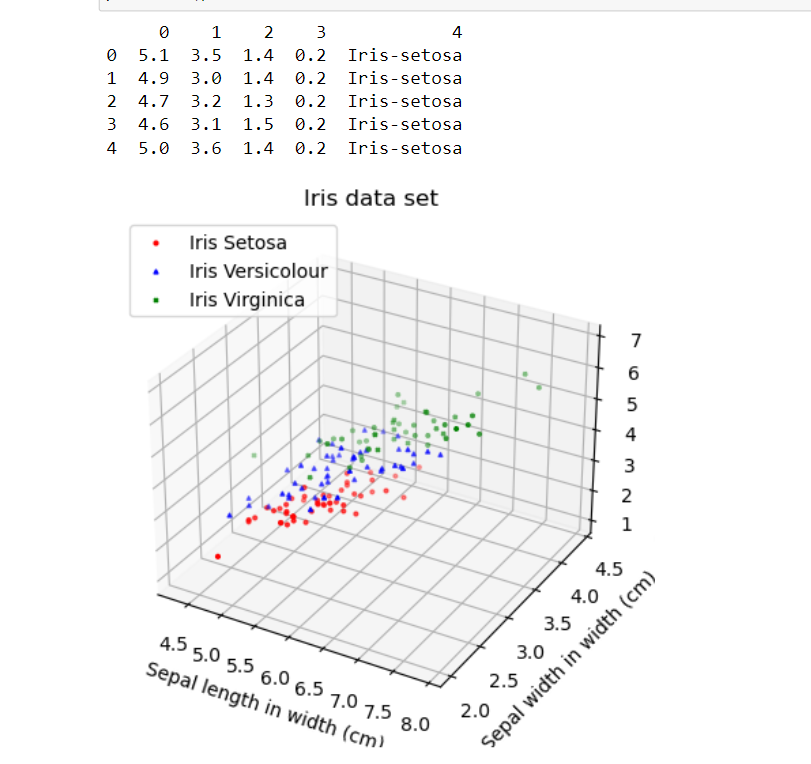 0 1 2 3 4
0 5.1 3.5 1.4 0.2 Iris-setosa
1 4.9 3.0 1.4 0.2 Iris-setosa
2 4.7 3.2 1.3 0.2 Iris-setosa
3 4.6 3.1 1.5 0.2 Iris-setosa
4 5.0 3.6 1.4 0.2 Iris-setosa
Iris data set
Iris Setosa
Iris Versicolour
Iris Virginica
7
6
5
4
3
2
1
4.5
4.0
3.5
3.0
2.5
2.0
Sepal width in width (cm)
4.5 5.0 5.5 6.0 6.5 7.0 7.5 8.0
Sepal length in width (cm)